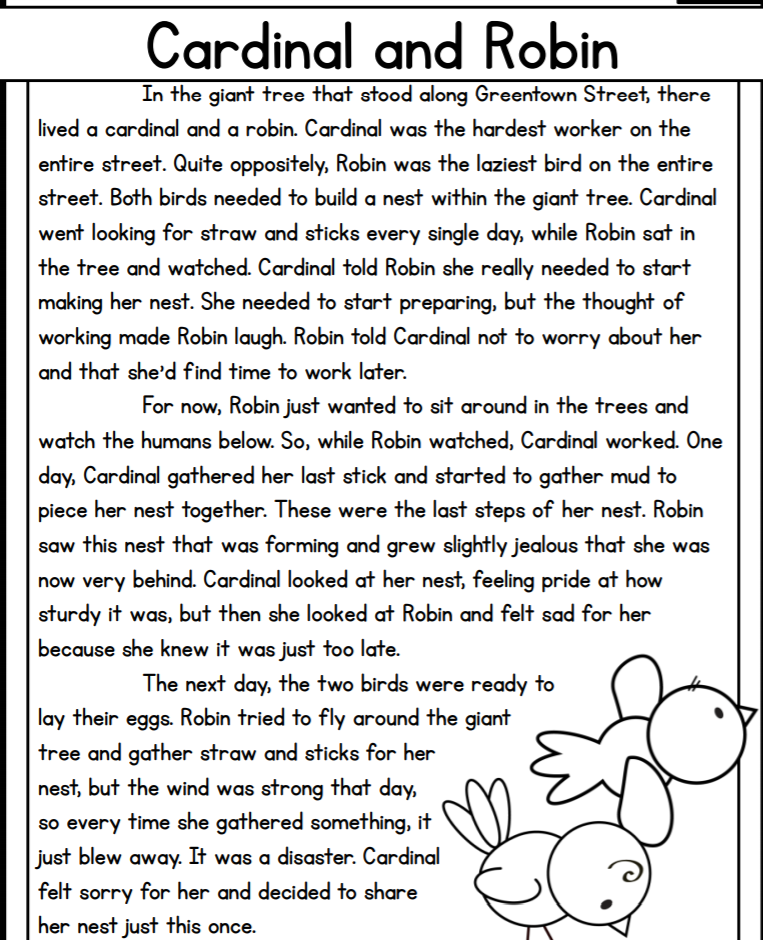 Cardinal and Robin
In the giant tree that stood along Greentown Street, there
lived a cardinal and a robin. Cardinal was the hardest worker on the
entire street. Quite oppositely, Robin was the laziest bird on the entire
street. Both birds needed to build a nest within the giant tree. Cardinal
went looking for straw and sticks every single day, while Robin sat in
the tree and watched. Cardinal told Robin she really needed to start
making her nest. She needed to start preparing, but the thought of
working made Robin laugh. Robin told Cardinal not to worry about her
and that she'd find time to work later.
For now, Robin just wanted to sit around in the trees and
watch the humans below. So, while Robin watched, Cardinal worked. One
day, Cardinal gathered her last stick and started to gather mud to
piece her nest together. These were the last steps of her nest. Robin
saw this nest that was forming and grew slightly jealous that she was
now very behind. Cardinal looked at her nest, feeling pride at how
sturdy it was, but then she looked at Robin and felt sad for her
because she knew it was just too late.
The next day, the two birds were ready to
lay their eggs. Robin tried to fly around the giant
tree and gather straw and sticks for her
nest, but the wind was strong that day,
so every time she gathered something, it
just blew away. It was a disaster. Cardinal
felt sorry for her and decided to share
her nest just this once.